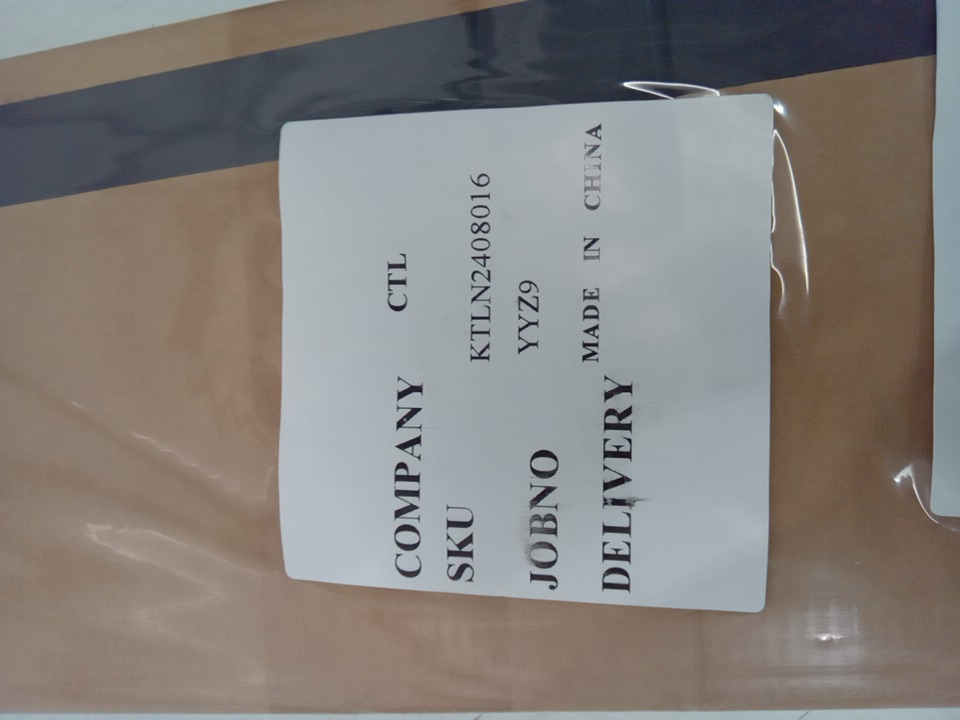 COMPANY CTL
SKU KTLN2408016
JOBNO YYZ9
DELIVERY MADE IN CHINA